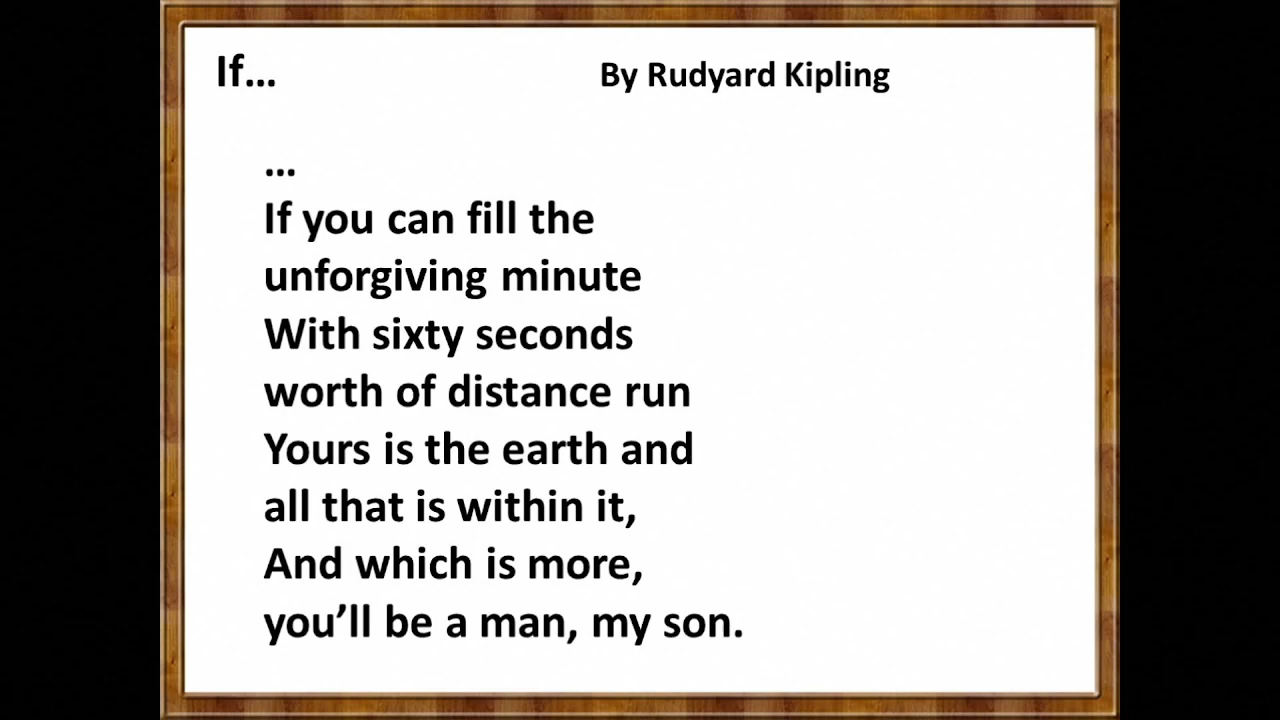 If... By Rudyard Kipling
...
If you can fill the
unforgiving minute
With sixty seconds
worth of distance run
Yours is the earth and
all that is within it,
And which is more,
you’ll be a man, my son.